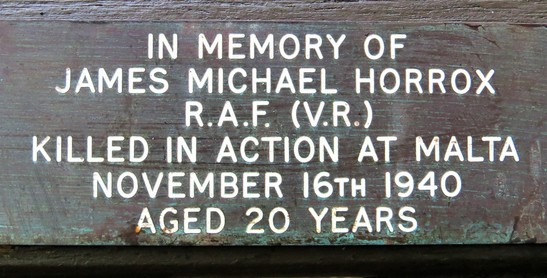 IN MEMORY OF
JAMES MICHAEL HORROX
R.A.F. (V.R.)
KILLED IN ACTION AT MALTA
NOVEMBER 16TH 1940
AGED 20 YEARS